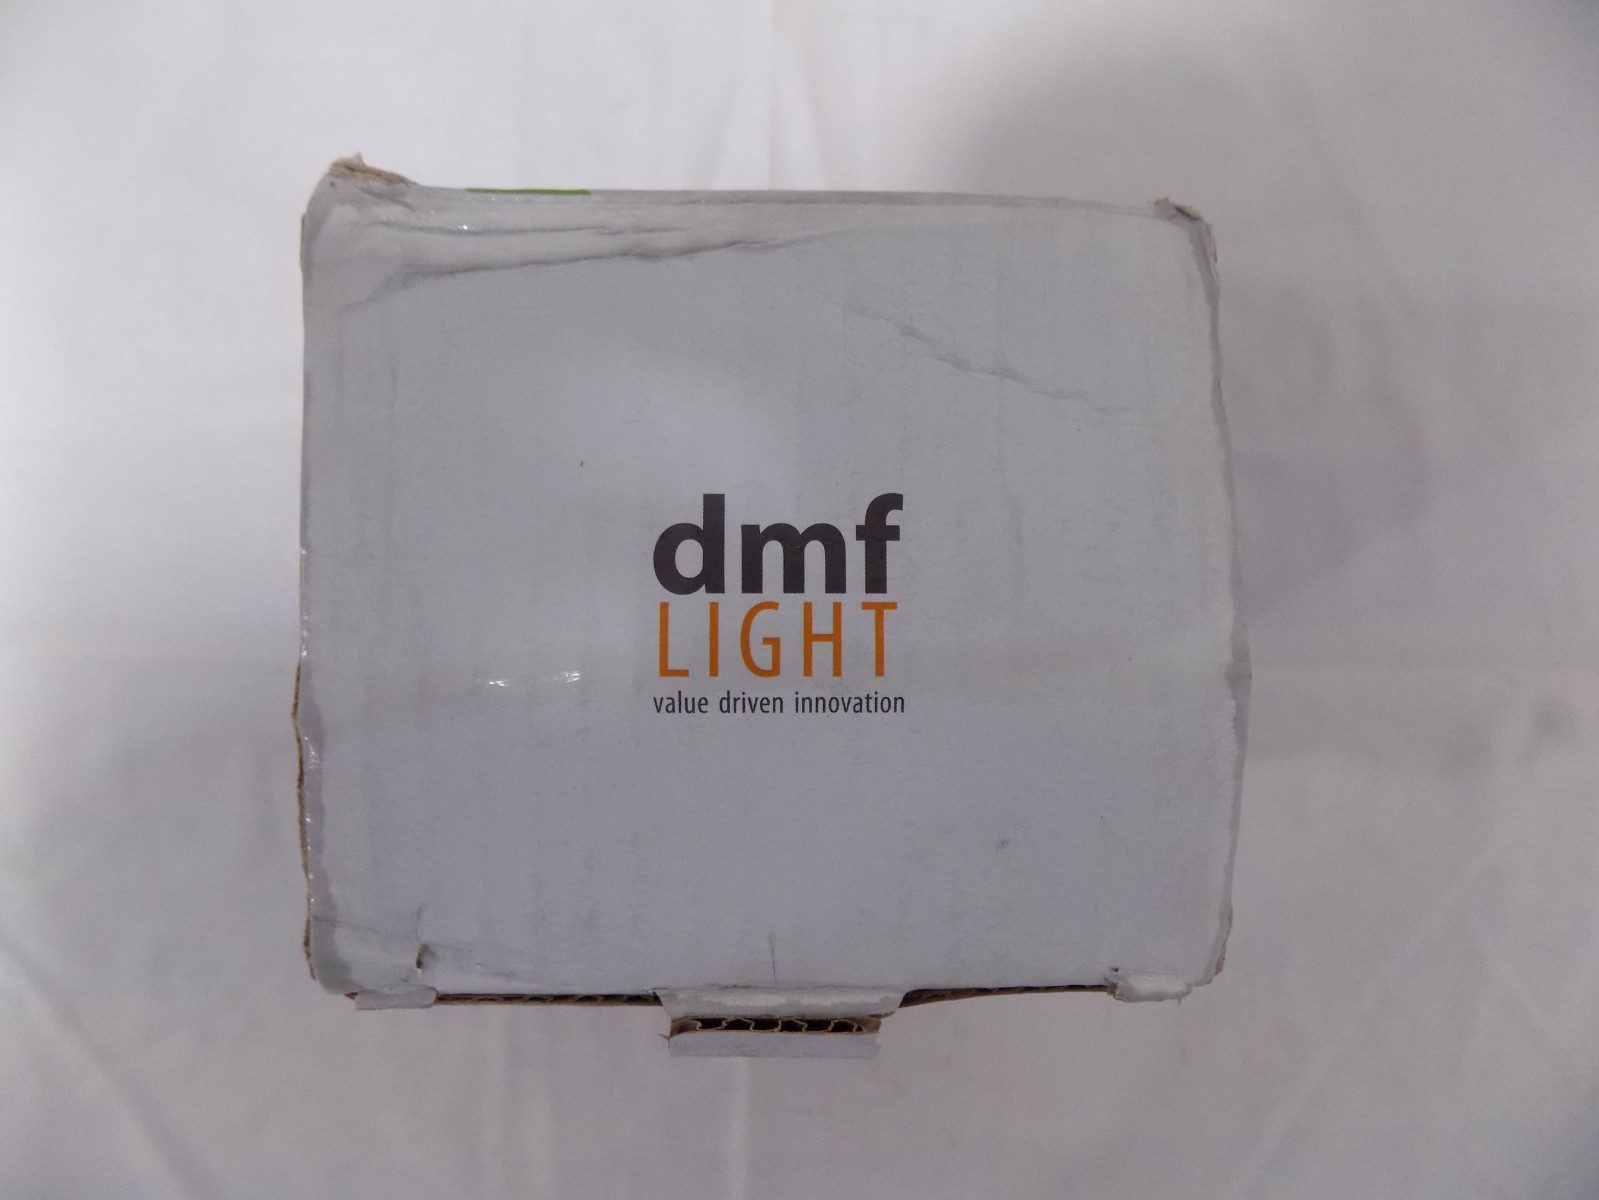 dmf
LIGHT
value driven innovation